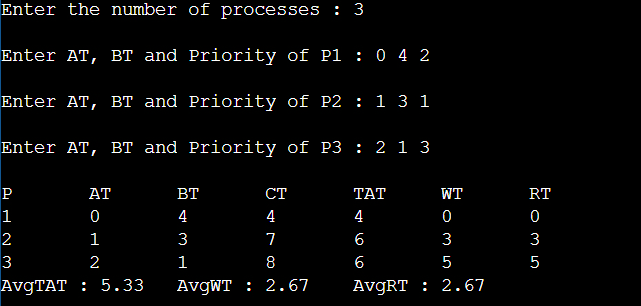 Enter the number of processes : 3
Enter AT, BT and Priority of P1 : 0 4 2
Enter AT, BT and Priority of P2 : 1 3 1
Enter AT, BT and Priority of P3 : 2 1 3
P AT BT CT TAT WT RT
1 0 4 4 4 0 0
2 1 3 7 6 3 3
3 2 1 8 6 5 5
AvgTAT : 5.33 AvgWT : 2.67 AvgRT : 2.67